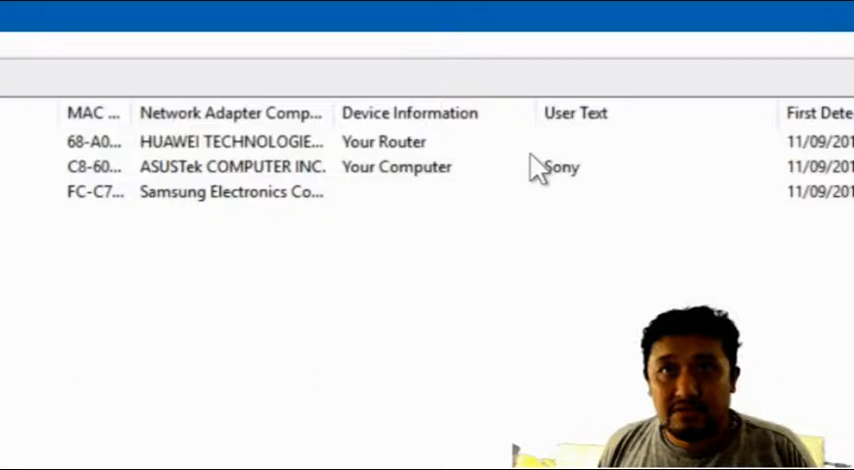 MAC ... Network Adapter Comp... Device Information User Text First Dete
68-A0... HUAWEI TECHNOLOGIE... Your Router 11/09/201
C8-60... ASUSTek COMPUTER INC. Your Computer Sony 11/09/201
FC-C7... Samsung Electronics Co... 11/09/201